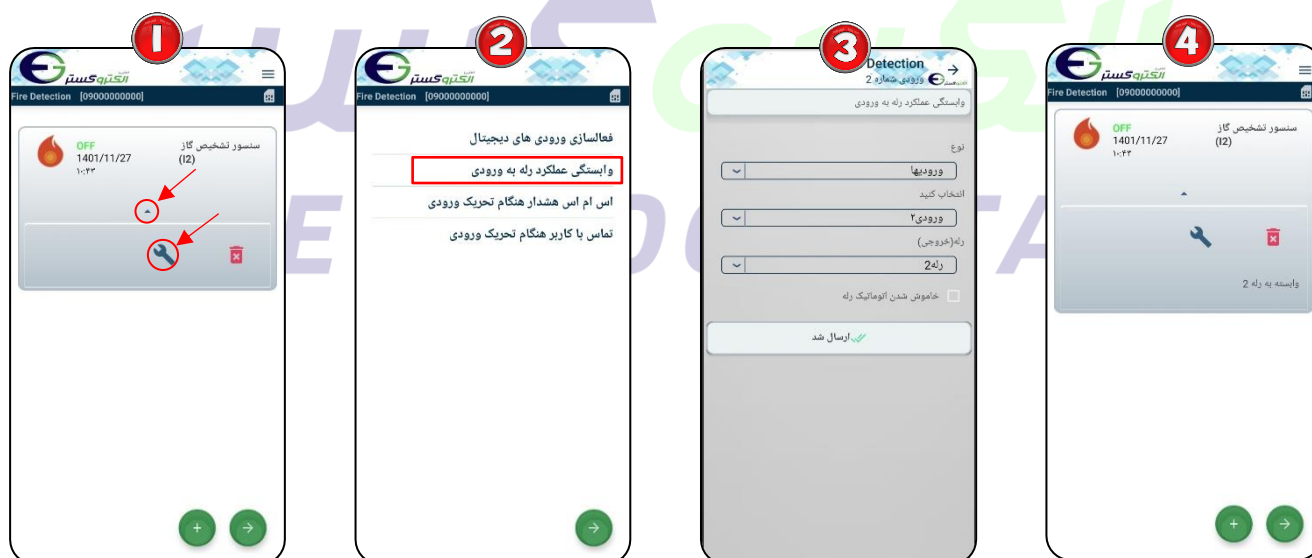 1
الکتروگستر
Fire Detection [09000000000]
سنسور تشخیص گاز
(I2)
OFF
1401/11/27
۱۰:۴۳
2
الکتروگستر
Fire Detection [09000000000]
فعالسازی ورودی های دیجیتال
وابستگی عملکرد رله به ورودی
اس ام اس هشدار هنگام تحریک ورودی
تماس با کاربر هنگام تحریک ورودی
3
Detection
ورودی شماره 2
وابستگی عملکرد رله به ورودی
نوع
ورودیها
انتخاب کنید
ورودی۲
رله(خروجی)
رله2
خاموش شدن اتوماتیک رله
ارسال شد
4
الکتروگستر
Fire Detection [09000000000]
سنسور تشخیص گاز
(I2)
OFF
1401/11/27
۱۰:۴۳
وابسته به رله 2